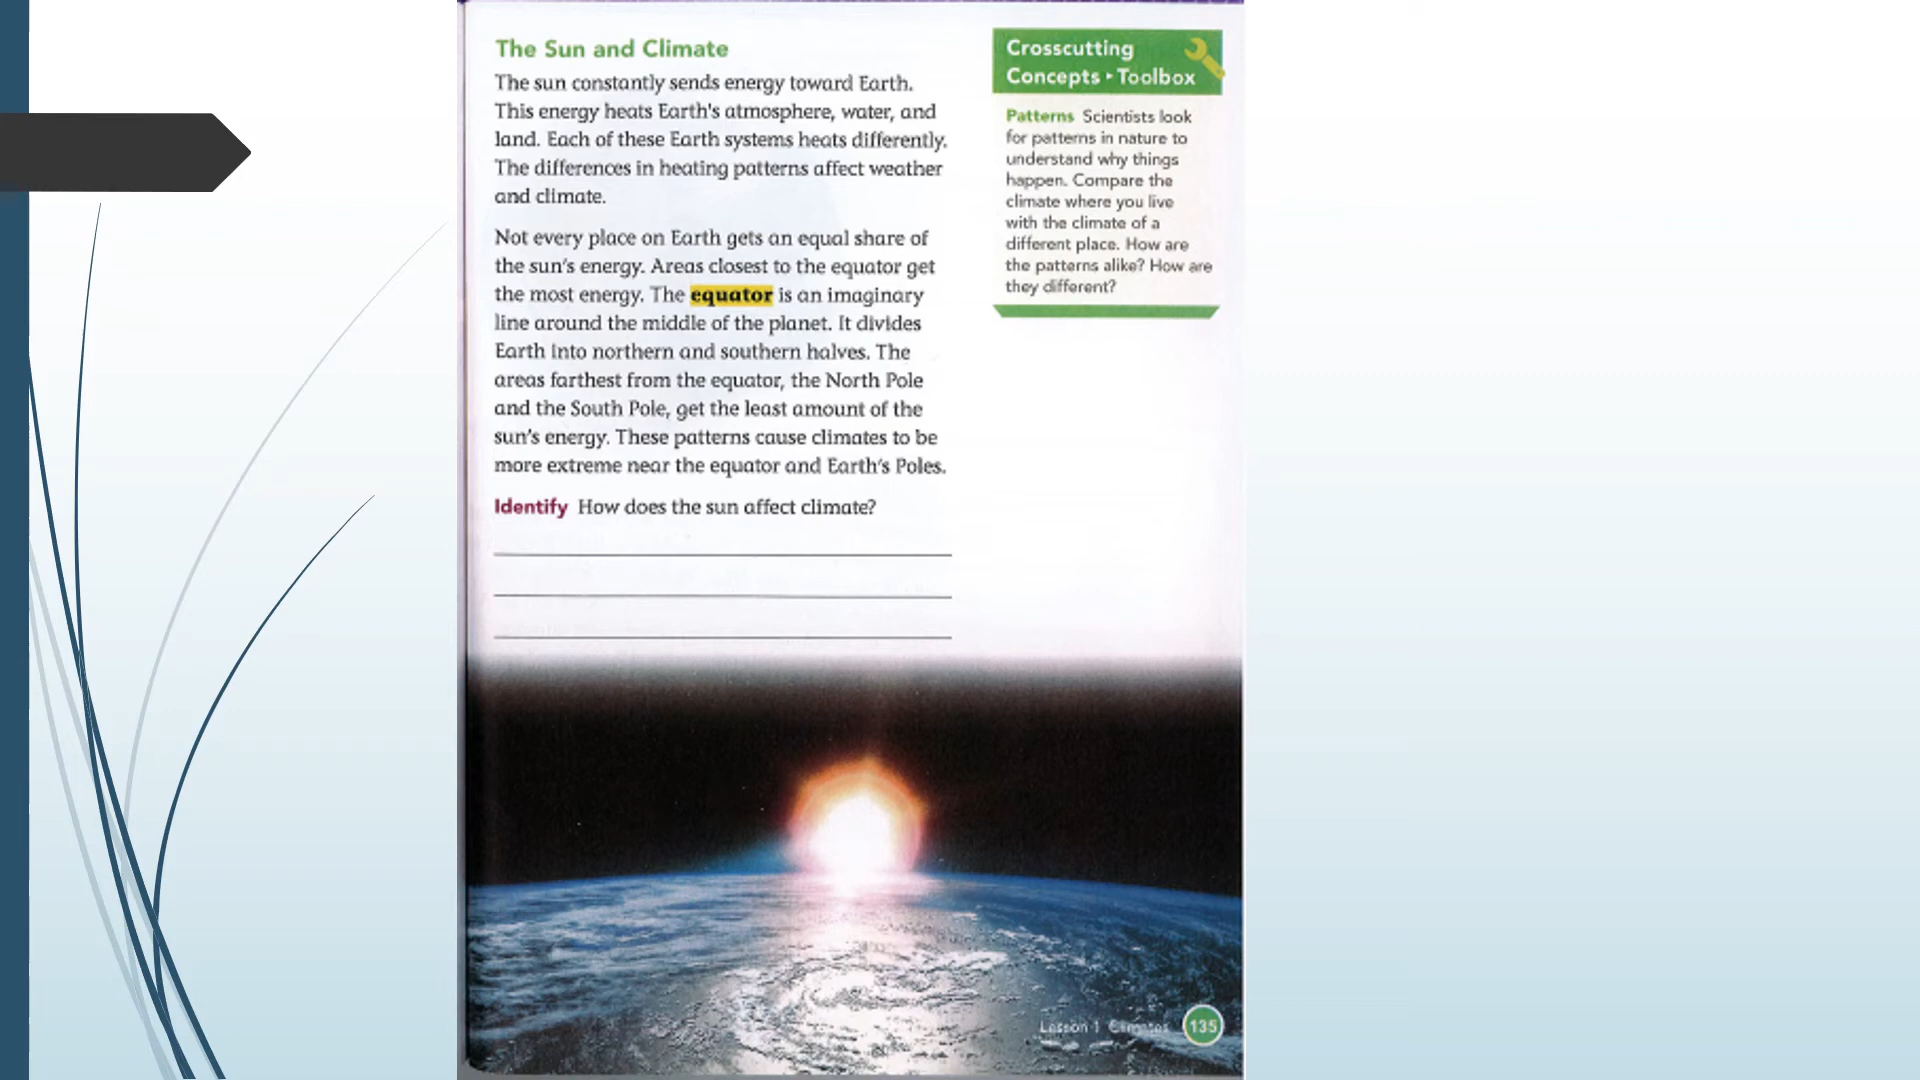 The Sun and Climate
The sun constantly sends energy toward Earth.
This energy heats Earth's atmosphere, water, and
land. Each of these Earth systems heats differently.
The differences in heating patterns affect weather
and climate.
Not every place on Earth gets an equal share of
the sun's energy. Areas closest to the equator get
the most energy. The equator is an imaginary
line around the middle of the planet. It divides
Earth into northern and southern halves. The
areas farthest from the equator, the North Pole
and the South Pole, get the least amount of the
sun's energy. These patterns cause climates to be
more extreme near the equator and Earth's Poles.
Identify How does the sun affect climate?
Crosscutting
Concepts ▸ Toolbox
Patterns Scientists look
for patterns in nature to
understand why things
happen. Compare the
climate where you live
with the climate of a
different place. How are
the patterns alike? How are
they different?
Lesson 1 Climates 135